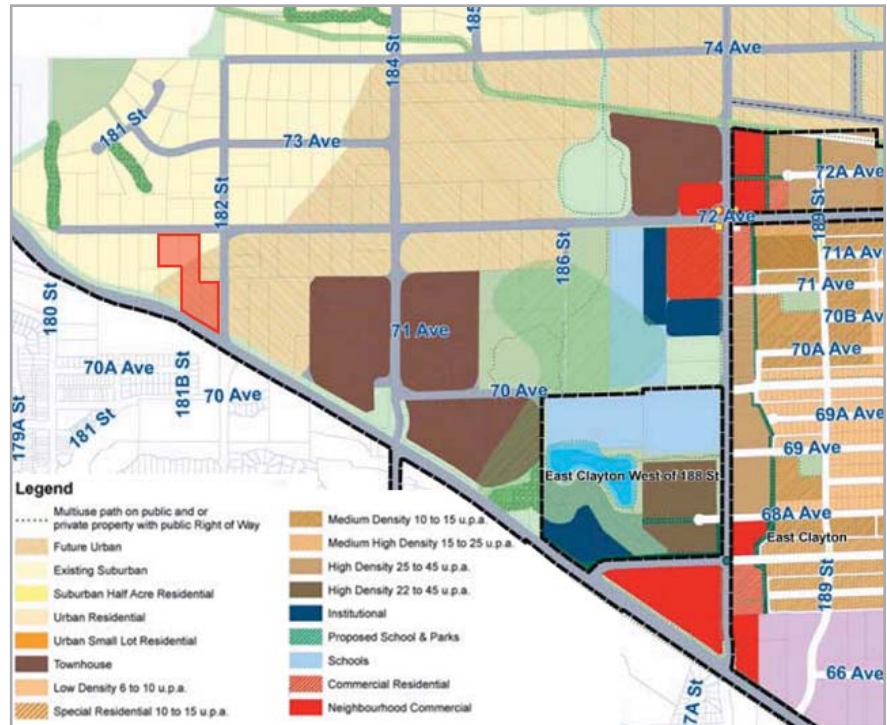 185
184 St
74 Ave
181 St
73 Ave
182 St
72A Ave
189 St
72 Ave
71A Ave
186 St
71 Ave
180 St
70B Av
71 Ave
70A Ave
70A Ave
181B St
70 Ave
70 Ave
69A Ave
179A St
181 St
69 Ave
East Clayton West of 188 St
68A Ave
East Clayton
189 St
66 Ave
7A St
Legend
Multiuse path on public and or
private property with public Right of Way
Future Urban
Existing Suburban
Suburban Half Acre Residential
Urban Residential
Urban Small Lot Residential
Townhouse
Low Density 6 to 10 u.p.a.
Special Residential 10 to 15 u.p.a.
Medium Density 10 to 15 u.p.a.
Medium High Density 15 to 25 u.p.a.
High Density 25 to 45 u.p.a.
High Density 22 to 45 u.p.a.
Institutional
Proposed School & Parks
Schools
Commercial Residential
Neighbourhood Commercial